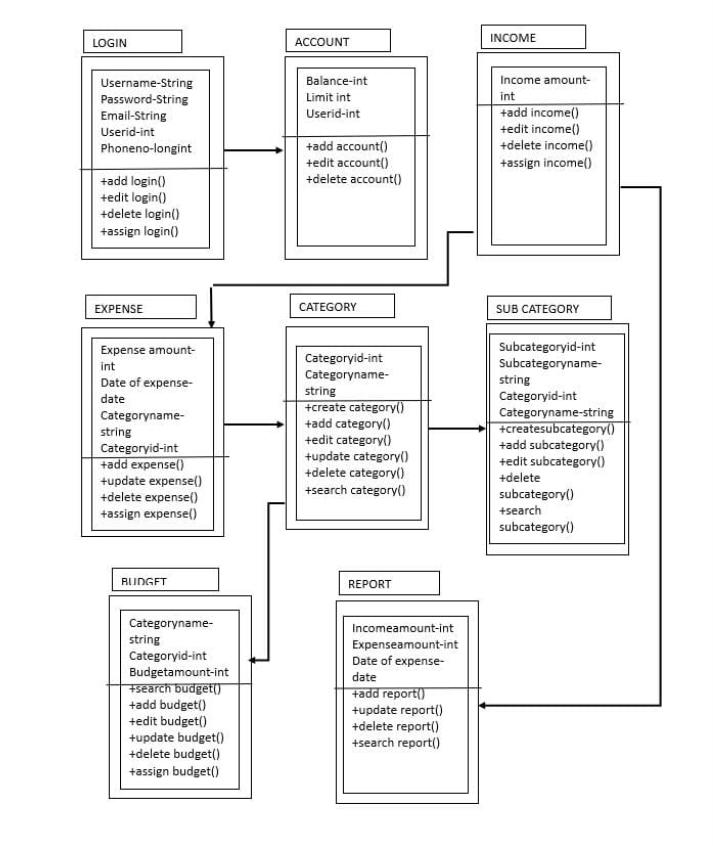 LOGIN
Username-String
Password-String
Email-String
Userid-int
Phoneno-longint
+add login()
+edit login()
+delete login()
+assign login()
ACCOUNT
Balance-int
Limit int
Userid-int
+add account()
+edit account()
+delete account()
INCOME
Income amount-
int
+add income()
+edit income()
+delete income()
+assign income()
EXPENSE
Expense amount-
int
Date of expense-
date
Categoryname-
string
Categoryid-int
+add expense()
+update expense()
+delete expense()
+assign expense()
CATEGORY
Categoryid-int
Categoryname-
string
+create category()
+add category()
+edit category()
+update category()
+delete category()
+search category()
SUB CATEGORY
Subcategoryid-int
Subcategoryname-
string
Categoryid-int
Categoryname-string
+createsubcategory()
+add subcategory()
+edit subcategory()
+delete
subcategory()
+search
subcategory()
BUDGET
Categoryname-
string
Categoryid-int
Budgetamount-int
+search budget()
+add budget()
+edit budget()
+update budget()
+delete budget()
+assign budget()
REPORT
Incomeamount-int
Expenseamount-int
Date of expense-
date
+add report()
+update report()
+delete report()
+search report()